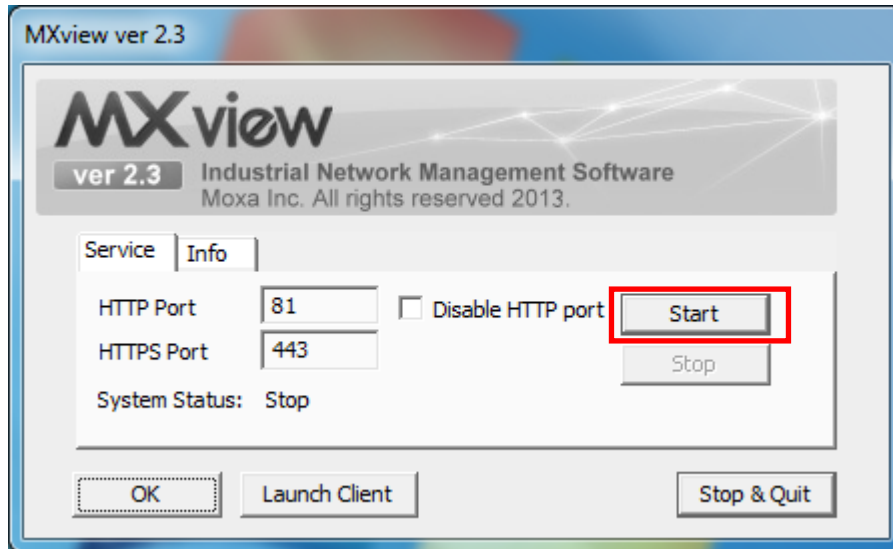 MXview ver 2.3
MXview
ver 2.3
Industrial Network Management Software
Moxa Inc. All rights reserved 2013.
Service Info
HTTP Port 81 Disable HTTP port Start
HTTPS Port 443 Stop
System Status: Stop
OK Launch Client Stop & Quit